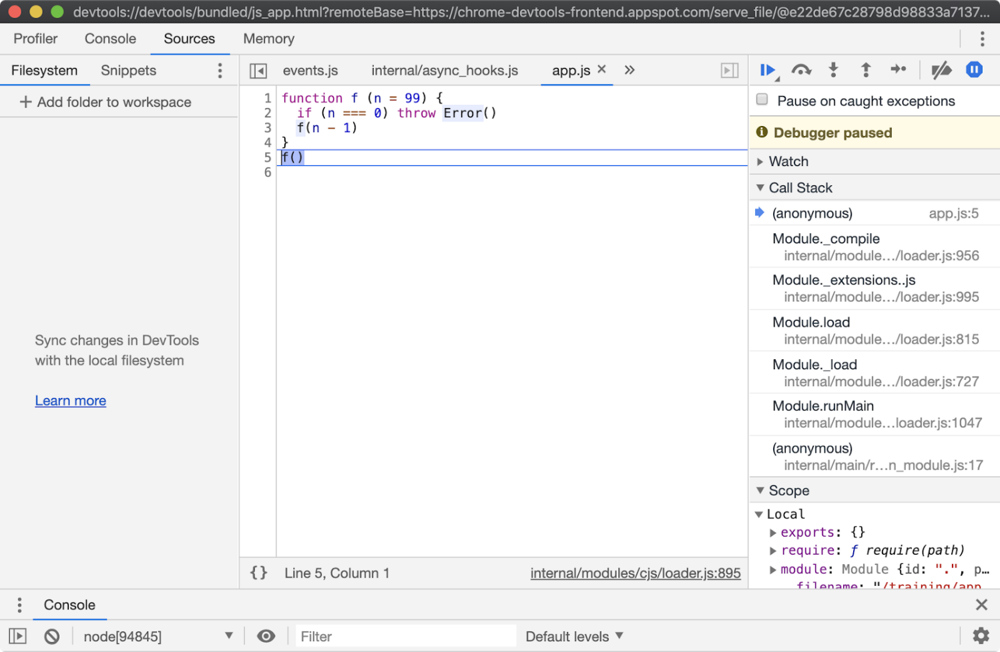 devtools://devtools/bundled/js_app.html?remoteBase=https://chrome-devtools-frontend.appspot.com/serve_file/@e22de67c28798d98833a7137...
Profiler Console Sources Memory
Filesystem Snippets
events.js internal/async_hooks.js app.js × »
+ Add folder to workspace
1 function f (n = 99) {
2 if (n === 0) throw Error()
3 f(n - 1)
4 }
5 f()
6
Sync changes in DevTools
with the local filesystem
Learn more
{} Line 5, Column 1 internal/modules/cjs/loader.js:895
Pause on caught exceptions
Debugger paused
Watch
Call Stack
(anonymous) app.js:5
Module._compile
internal/module…/loader.js:956
Module._extensions..js
internal/module…/loader.js:995
Module.load
internal/module…/loader.js:815
Module._load
internal/module…/loader.js:727
Module.runMain
internal/module…loader.js:1047
(anonymous)
internal/main/r…n_module.js:17
Scope
Local
exports: {}
require: ƒ require(path)
module: Module {id: ".", p…
filename: "/training/app
Console
node[94845] Filter Default levels